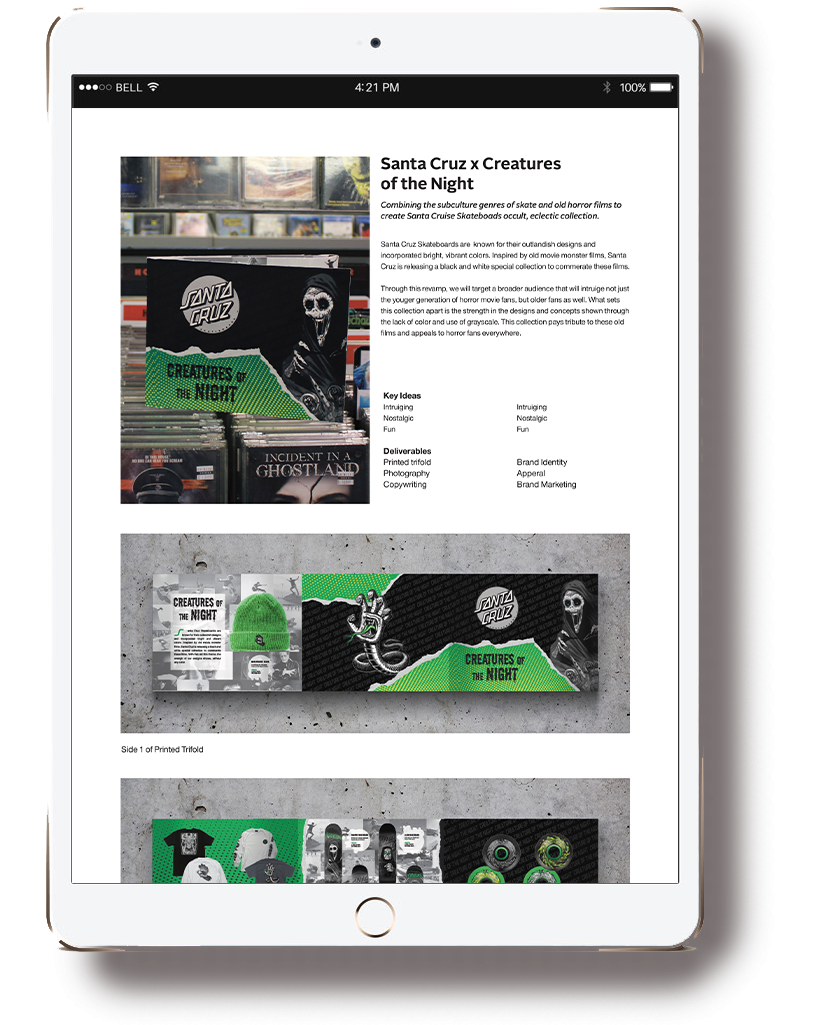 BELL
4:21 PM
100%
Santa Cruz x Creatures
of the Night
Combining the subculture genres of skate and old horror films to
create Santa Cruise Skateboads occult, eclectic collection.
Santa Cruz Skateboards are known for their outlandish designs and
incorporated bright, vibrant colors. Inspired by old movie monster films, Santa
Cruz is releasing a black and white special collection to commerate these films.
Through this revamp, we will target a broader audience that will intruige not just
the youger generation of horror movie fans, but older fans as well. What sets
this collection apart is the strength in the designs and concepts shown through
the lack of color and use of grayscale. This collection pays tribute to these old
films and appeals to horror fans everywhere.
SANTA
CRUZ
CREATURES OF
THE NIGHT
INCIDENT IN A
GHOSTLAND
Key Ideas
Intruiging
Nostalgic
Fun
Intruiging
Nostalgic
Fun
Deliverables
Printed trifold
Photography
Copywriting
Brand Identity
Apperal
Brand Marketing
CREATURES OF
THE NIGHT
SANTA
CRUZ
CREATURES OF
THE NIGHT
Side 1 of Printed Trifold